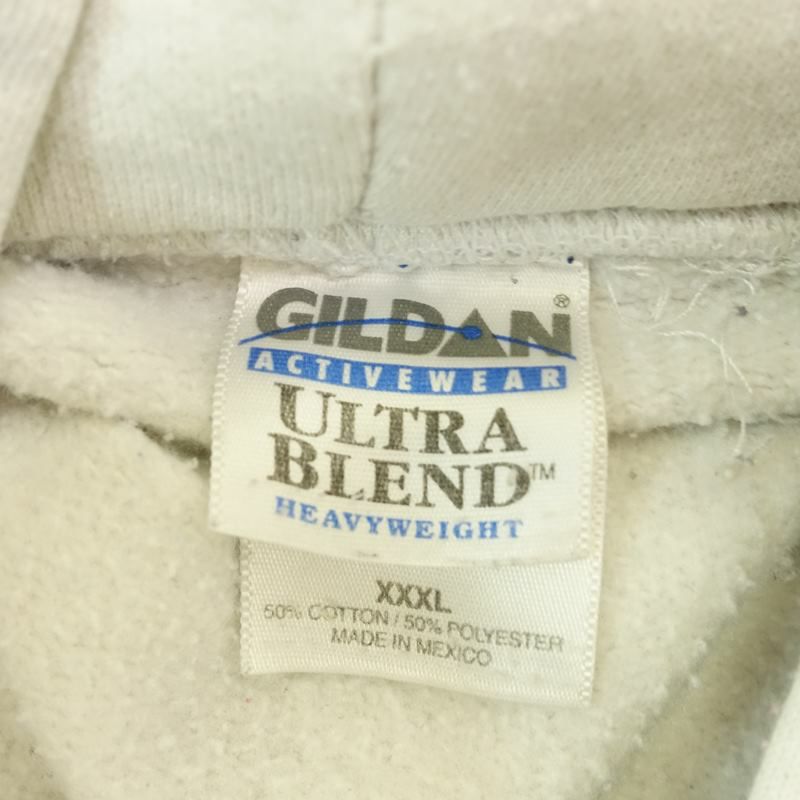 GILDAN®
ACTIVEWEAR
ULTRA
BLEND™
HEAVYWEIGHT
XXXL
50% COTTON / 50% POLYESTER
MADE IN MEXICO